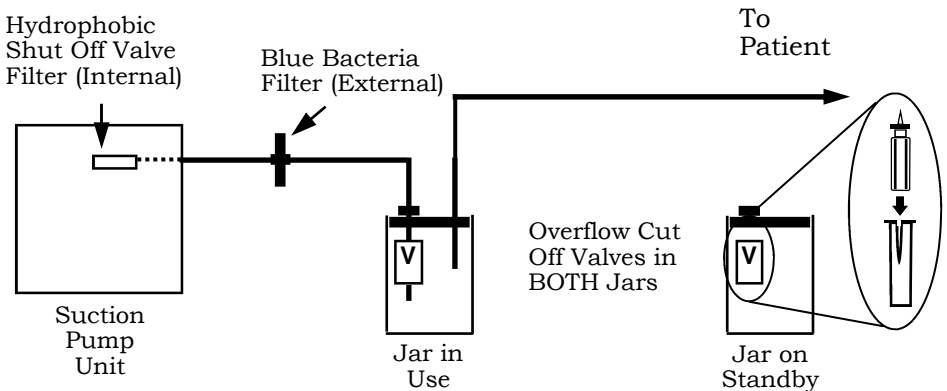 Hydrophobic
Shut Off Valve
Filter (Internal)
Blue Bacteria
Filter (External)
To
Patient
V
Overflow Cut
Off Valves in
BOTH Jars
V
Suction
Pump
Unit
Jar in
Use
Jar on
Standby